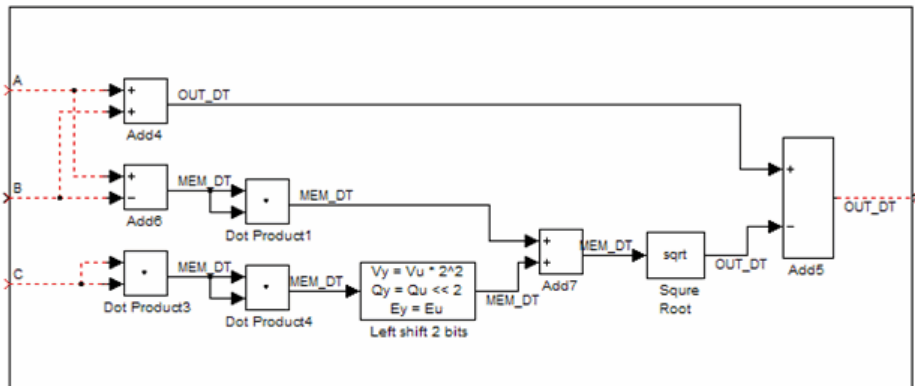 A
+
+
OUT_DT
Add4
+
OUT_DT
−
Add5
B
+
−
MEM_DT
Add6
MEM_DT
Dot Product1
+
+
MEM_DT
Add7
sqrt
OUT_DT
Squre
Root
C
MEM_DT
Dot Product3
MEM_DT
Dot Product4
Vy = Vu * 2^2
Qy = Qu << 2
Ey = Eu
MEM_DT
Left shift 2 bits